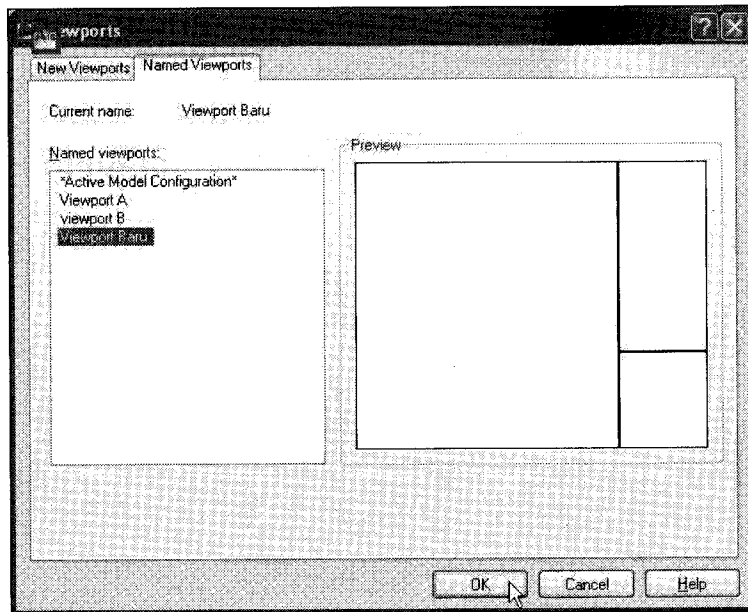 Viewports
New Viewports
Named Viewports
Current name: Viewport Baru
Named viewports:
*Active Model Configuration*
Viewport A
viewport B
Viewport Baru
Preview
OK
Cancel
Help